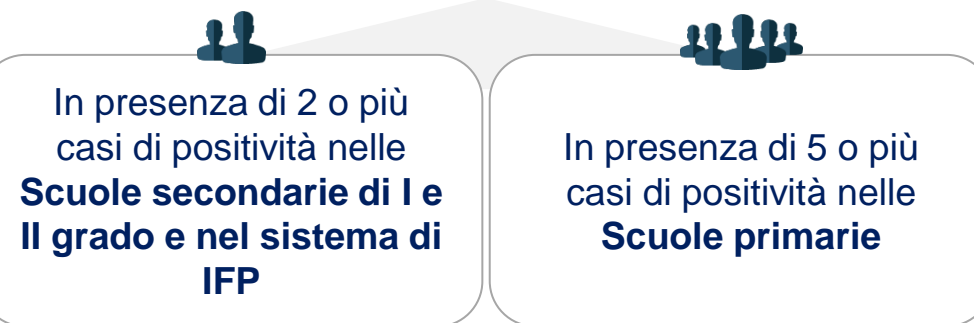 In presenza di 2 o più
casi di positività nelle
Scuole secondarie di I e
II grado e nel sistema di
IFP
In presenza di 5 o più
casi di positività nelle
Scuole primarie